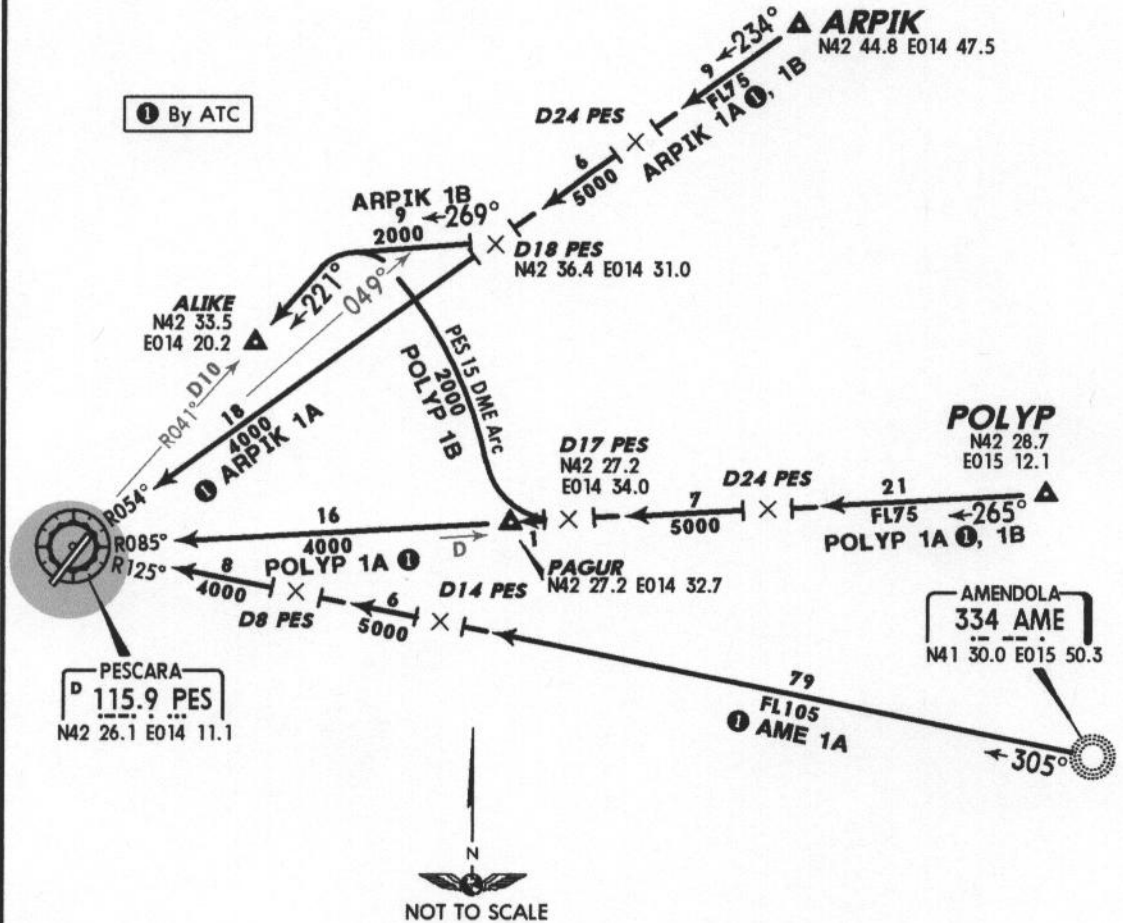 ARPIK
N42 44.8 E014 47.5
←234°
9
FL75
ARPIK 1A ❶, 1B
❶ By ATC
D24 PES
6
5000
ARPIK 1B
9 ←269°
2000
D18 PES
N42 36.4 E014 31.0
←221°
049°
ALIKE
N42 33.5
E014 20.2
R041° D10
18
4000
❶ ARPIK 1A
PES 15 DME Arc
2000
POLYP 1B
POLYP
N42 28.7
E015 12.1
D17 PES
N42 27.2
E014 34.0
D24 PES
21
FL75
←265°
POLYP 1A ❶, 1B
7
5000
R054°
R085°
R125°
16
4000
D
POLYP 1A ❶
1
PAGUR
N42 27.2 E014 32.7
8
4000
D8 PES
6
5000
D14 PES
AMENDOLA
334 AME
N41 30.0 E015 50.3
79
FL105
❶ AME 1A
←305°
PESCARA
D 115.9 PES
N42 26.1 E014 11.1
N
NOT TO SCALE